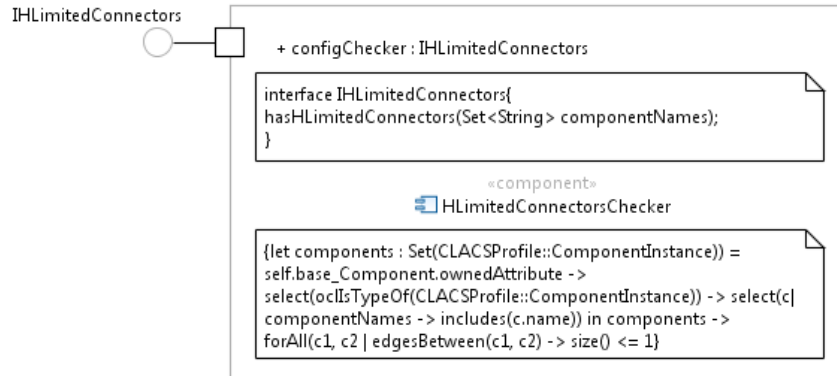 IHLimitedConnectors
+ configChecker : IHLimitedConnectors
interface IHLimitedConnectors{
hasHLimitedConnectors(Set<String> componentNames);
}
«component»
HLimitedConnectorsChecker
{let components : Set(CLACSProfile::ComponentInstance)) =
self.base_Component.ownedAttribute ->
select(oclIsTypeOf(CLACSProfile::ComponentInstance)) -> select(c|
componentNames -> includes(c.name)) in components ->
forAll(c1, c2 | edgesBetween(c1, c2) -> size() <= 1}